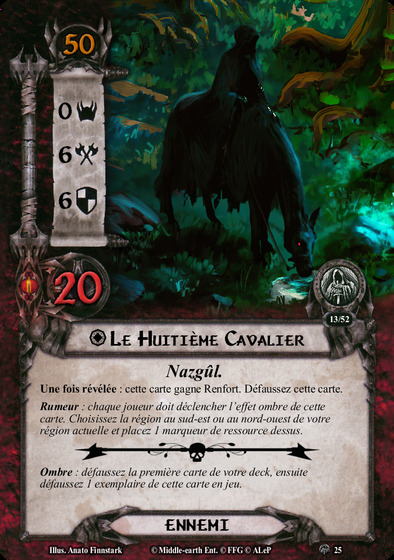 50
0
6
6
20
13/52
Le Huitième Cavalier
Nazgûl.
Une fois révélée : cette carte gagne Renfort. Défaussez cette carte.
Rumeur : chaque joueur doit déclencher l'effet ombre de cette
carte. Choisissez la région au sud-est ou au nord-ouest de votre
région actuelle et placez 1 marqueur de ressource dessus.
Ombre : défaussez la première carte de votre deck, ensuite
défaussez 1 exemplaire de cette carte en jeu.
ENNEMI
Illus. Anato Finnstark © Middle-earth Ent. © FFG © ALeP 25